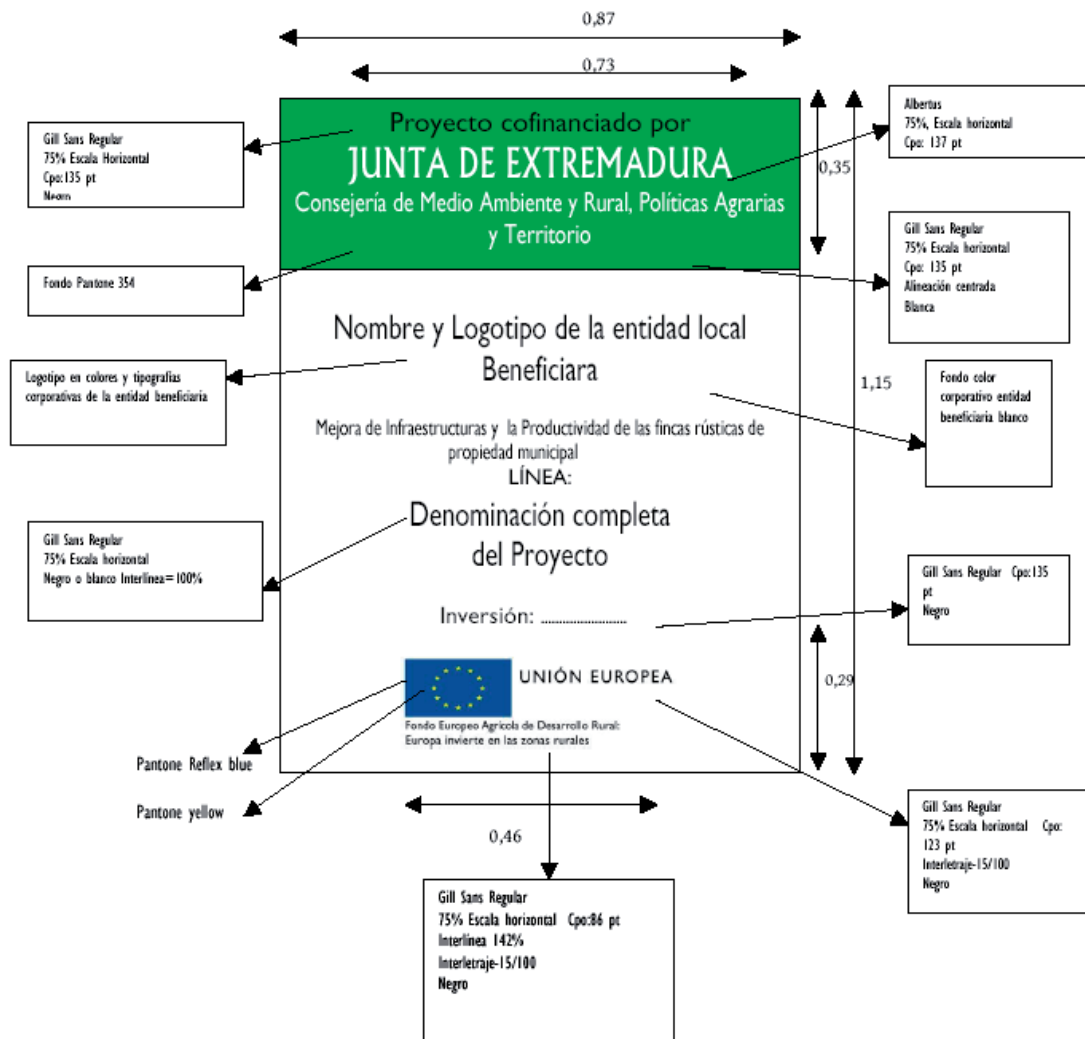 0,87
0,73
Proyecto cofinanciado por
JUNTA DE EXTREMADURA
Consejería de Medio Ambiente y Rural, Políticas Agrarias
y Territorio
Gill Sans Regular
75% Escala Horizontal
Cpo:135 pt
Negro
Albertus
75%, Escala horizontal
Cpo: 137 pt
0,35
Gill Sans Regular
75% Escala horizontal
Cpo: 135 pt
Alineación centrada
Blanca
Fondo Pantone 354
Nombre y Logotipo de la entidad local
Beneficiara
Logotipo en colores y tipografías
corporativas de la entidad beneficiaria
1,15
Fondo color
corporativo entidad
beneficiaria blanco
Mejora de Infraestructuras y la Productividad de las fincas rústicas de
propiedad municipal
LÍNEA:
Denominación completa
del Proyecto
Gill Sans Regular
75% Escala horizontal
Negro o blanco Interlínea=100%
Inversión: ..........................
Gill Sans Regular Cpo:135
pt
Negro
0,29
UNIÓN EUROPEA
Fondo Europeo Agrícola de Desarrollo Rural:
Europa invierte en las zonas rurales
Pantone Reflex blue
Pantone yellow
0,46
Gill Sans Regular
75% Escala horizontal Cpo:
123 pt
Interletraje-15/100
Negro
Gill Sans Regular
75% Escala horizontal Cpo:86 pt
Interlínea 142%
Interletraje-15/100
Negro